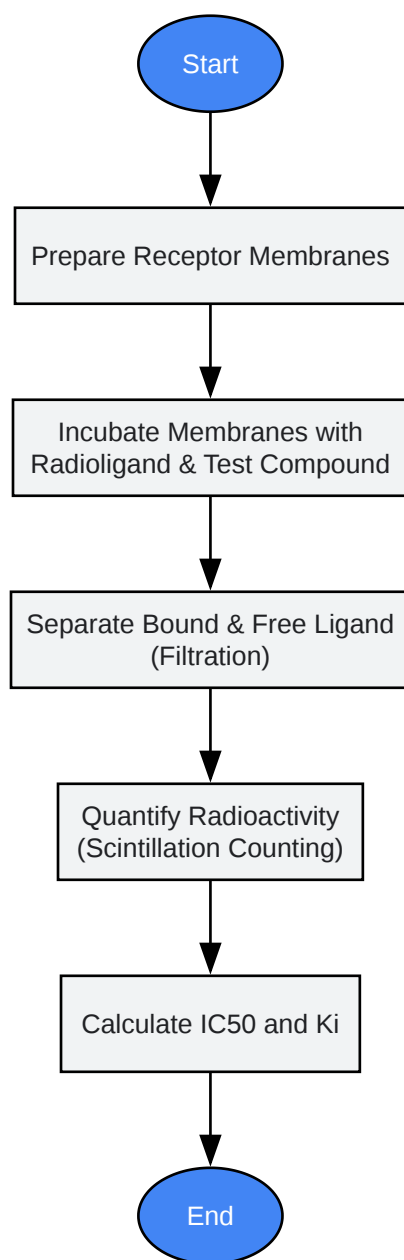 Start
Prepare Receptor Membranes
Incubate Membranes with
Radioligand & Test Compound
Separate Bound & Free Ligand
(Filtration)
Quantify Radioactivity
(Scintillation Counting)
Calculate IC50 and Ki
End